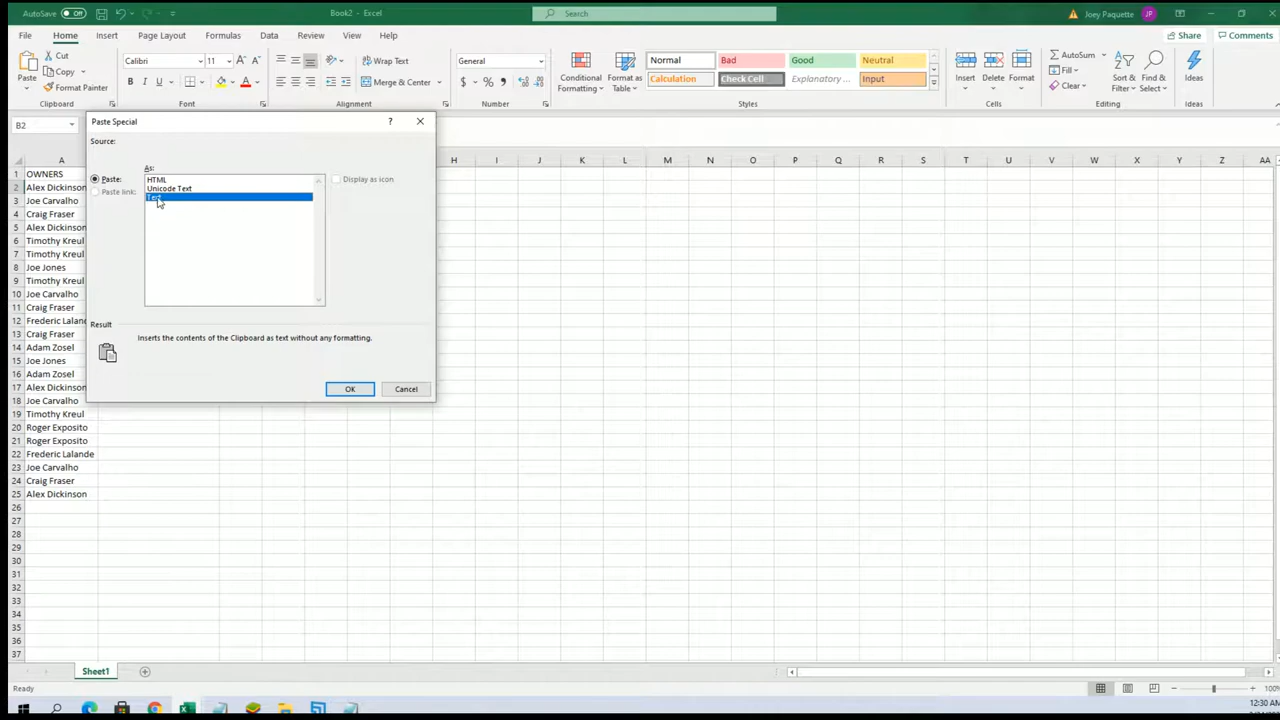 AutoSave Off Book2 - Excel Search Joey Paquette JP
File Home Insert Page Layout Formulas Data Review View Help Share Comments
Paste Cut Copy Format Painter
Calibri 11 A A B I U A
Wrap Text Merge & Center
General $ % ,
Conditional Formatting Format as Table
Normal Bad Good Neutral
Calculation Check Cell Explanatory ... Input
Insert Delete Format
AutoSum Fill Clear
Sort & Filter Find & Select Ideas
Clipboard Font Alignment Number Styles Cells Editing Ideas
B2
Paste Special ?
Source:
As:
Paste:
Paste link:
HTML
Unicode Text
Text
Display as icon
Result
Inserts the contents of the Clipboard as text without any formatting.
OK Cancel
A H I J K L M N O P Q R S T U V W X Y Z AA
1 OWNERS
2 Alex Dickinson
3 Joe Carvalho
4 Craig Fraser
5 Alex Dickinson
6 Timothy Kreul
7 Timothy Kreul
8 Joe Jones
9 Timothy Kreul
10 Joe Carvalho
11 Craig Fraser
12 Frederic Laland
13 Craig Fraser
14 Adam Zosel
15 Joe Jones
16 Adam Zosel
17 Alex Dickinson
18 Joe Carvalho
19 Timothy Kreul
20 Roger Exposito
21 Roger Exposito
22 Frederic Lalande
23 Joe Carvalho
24 Craig Fraser
25 Alex Dickinson
26
27
28
29
30
31
32
33
34
35
36
37
Sheet1
Ready 100%
12:30 AM